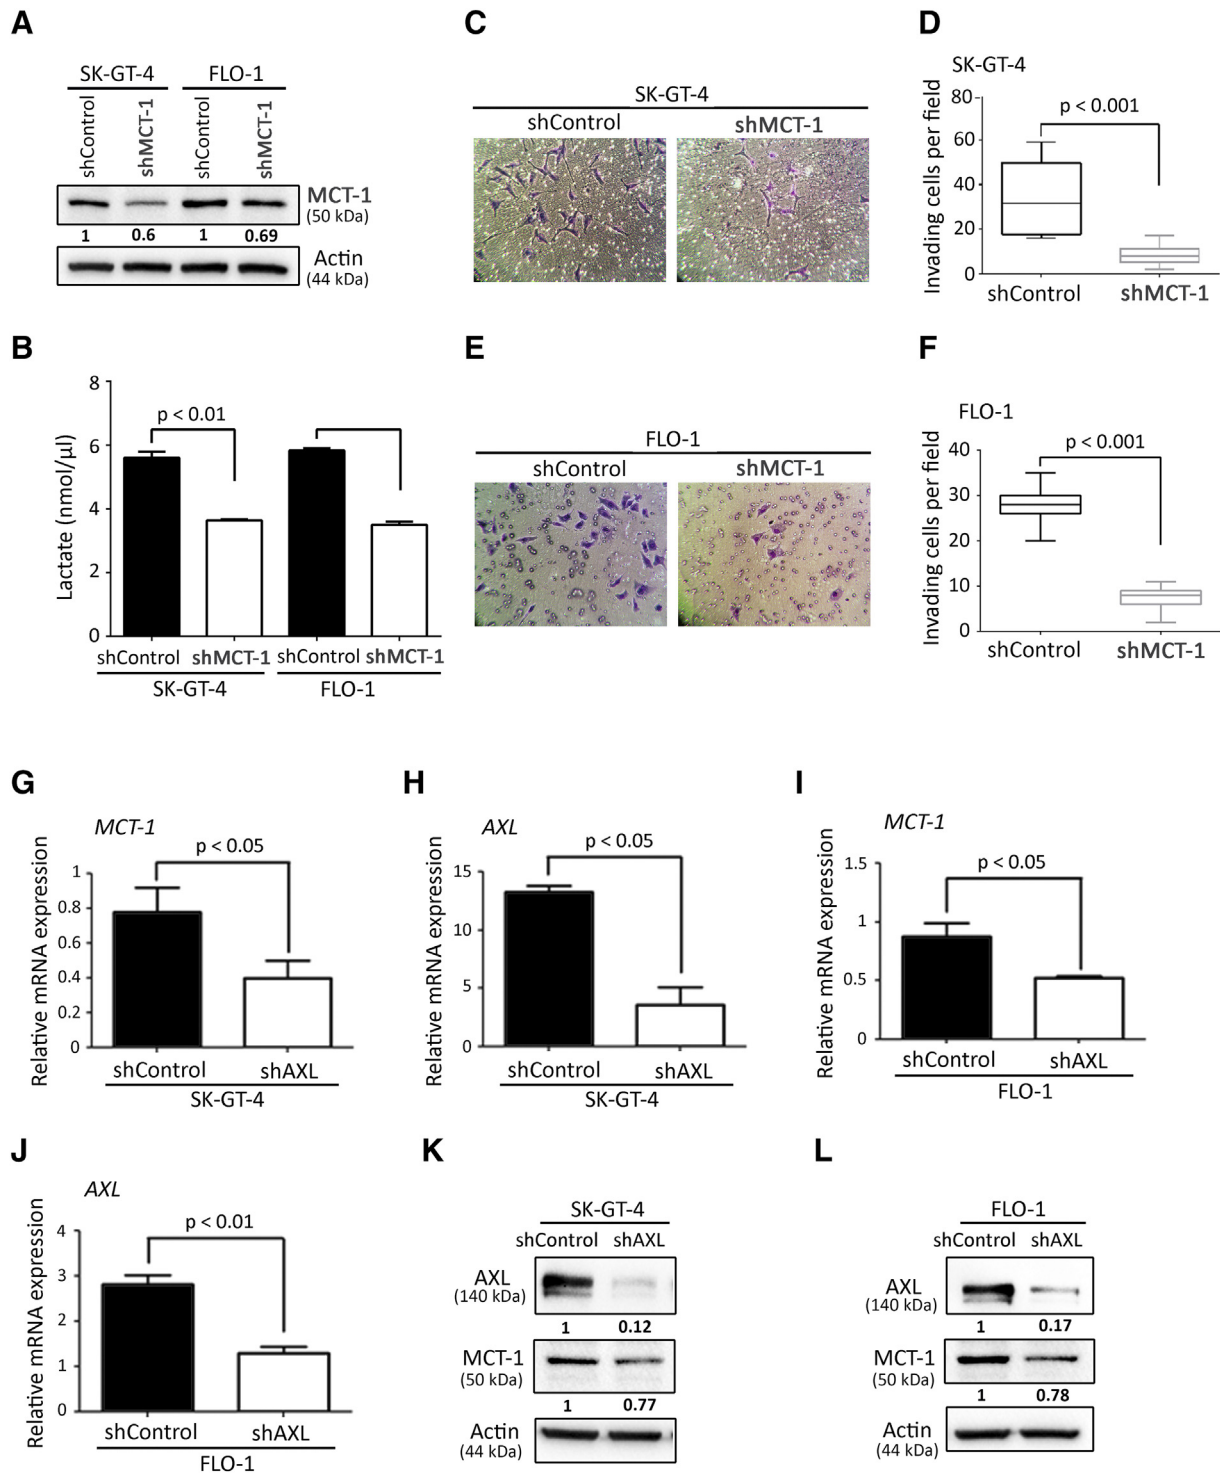 A
SK-GT-4 FLO-1
shControl shMCT-1 shControl shMCT-1
MCT-1
(50 kDa)
1 0.6 1 0.69
Actin
(44 kDa)
B
Lactate (nmol/µl)
8
6
4
2
0
p < 0.01
shControl shMCT-1 shControl shMCT-1
SK-GT-4 FLO-1
C
SK-GT-4
shControl shMCT-1
D
SK-GT-4
Invading cells per field
80
60
40
20
0
p < 0.001
shControl shMCT-1
E
FLO-1
shControl shMCT-1
F
FLO-1
Invading cells per field
40
30
20
10
0
p < 0.001
shControl shMCT-1
G
MCT-1
Relative mRNA expression
1
0.8
0.6
0.4
0.2
0
p < 0.05
shControl shAXL
SK-GT-4
H
AXL
Relative mRNA expression
15
10
5
0
p < 0.05
shControl shAXL
SK-GT-4
I
MCT-1
Relative mRNA expression
1.5
1
0.5
0
p < 0.05
shControl shAXL
FLO-1
J
AXL
Relative mRNA expression
4
3
2
1
0
p < 0.01
shControl shAXL
FLO-1
K
SK-GT-4
shControl shAXL
AXL
(140 kDa)
1 0.12
MCT-1
(50 kDa)
1 0.77
Actin
(44 kDa)
L
FLO-1
shControl shAXL
AXL
(140 kDa)
1 0.17
MCT-1
(50 kDa)
1 0.78
Actin
(44 kDa)